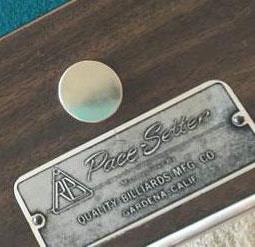 Pace-Setter
QUALITY BILLIARDS MFG. CO.
GARDENA, CALIF.